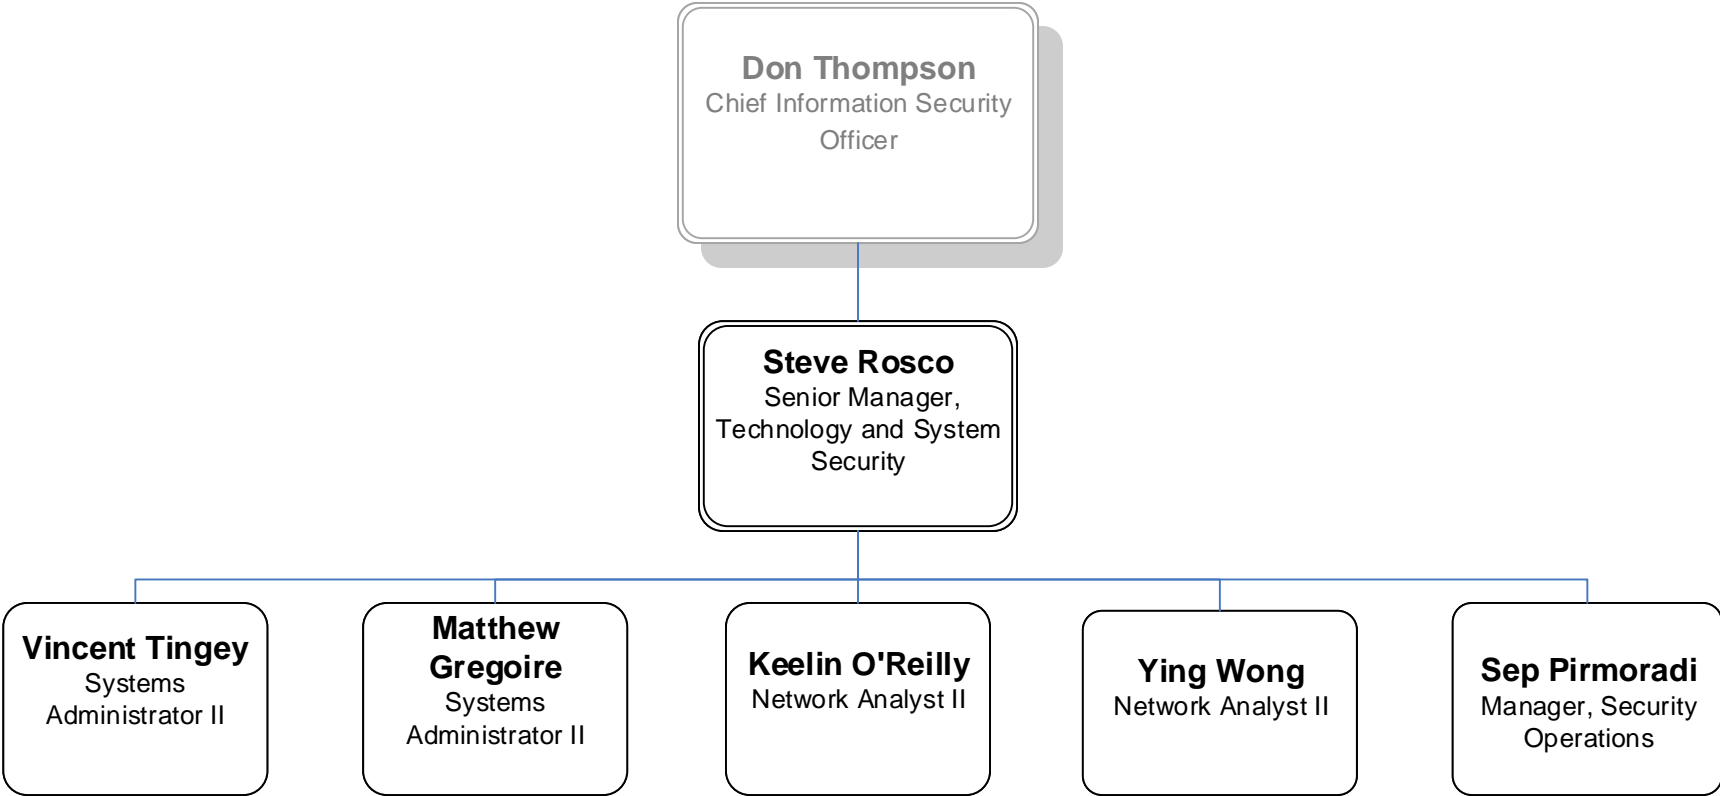 Don Thompson
Chief Information Security
Officer
Steve Rosco
Senior Manager,
Technology and System
Security
Vincent Tingey
Systems
Administrator II
Matthew
Gregoire
Systems
Administrator II
Keelin O'Reilly
Network Analyst II
Ying Wong
Network Analyst II
Sep Pirmoradi
Manager, Security
Operations